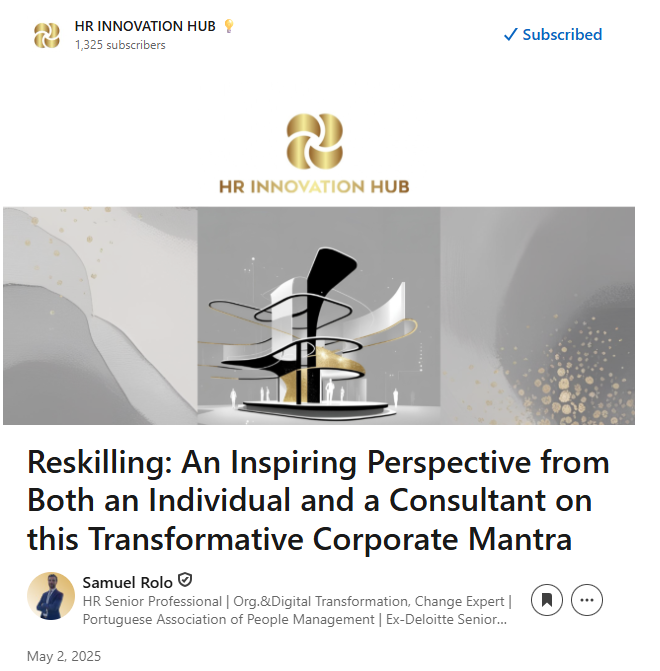 HR INNOVATION HUB
1,325 subscribers
Subscribed
HR INNOVATION HUB
Reskilling: An Inspiring Perspective from
Both an Individual and a Consultant on
this Transformative Corporate Mantra
Samuel Rolo
HR Senior Professional | Org.&Digital Transformation, Change Expert |
Portuguese Association of People Management | Ex-Deloitte Senior...
May 2, 2025